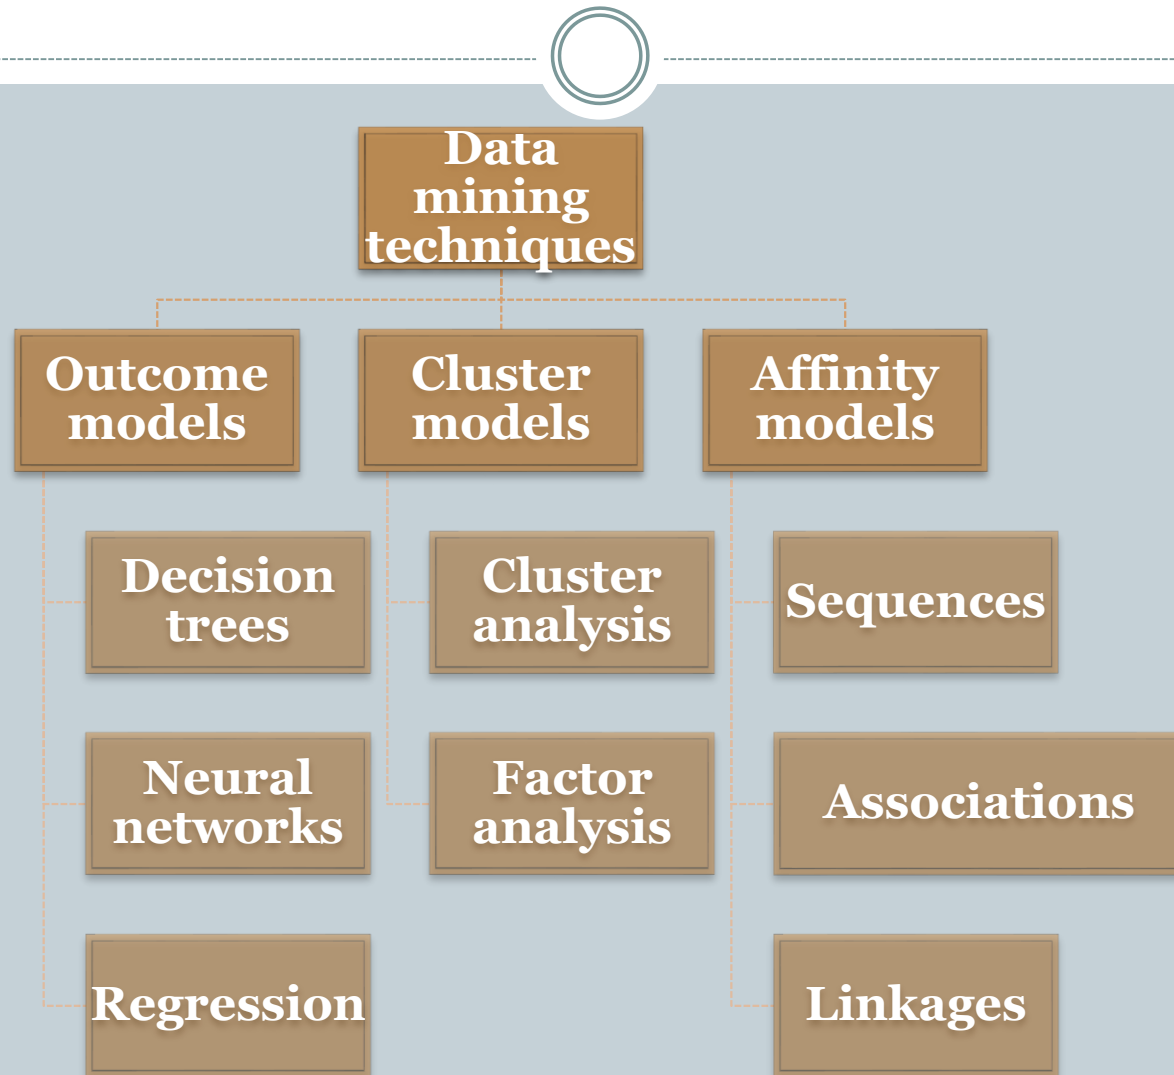 Data
mining
techniques
Outcome
models
Cluster
models
Affinity
models
Decision
trees
Cluster
analysis
Sequences
Neural
networks
Factor
analysis
Associations
Regression
Linkages